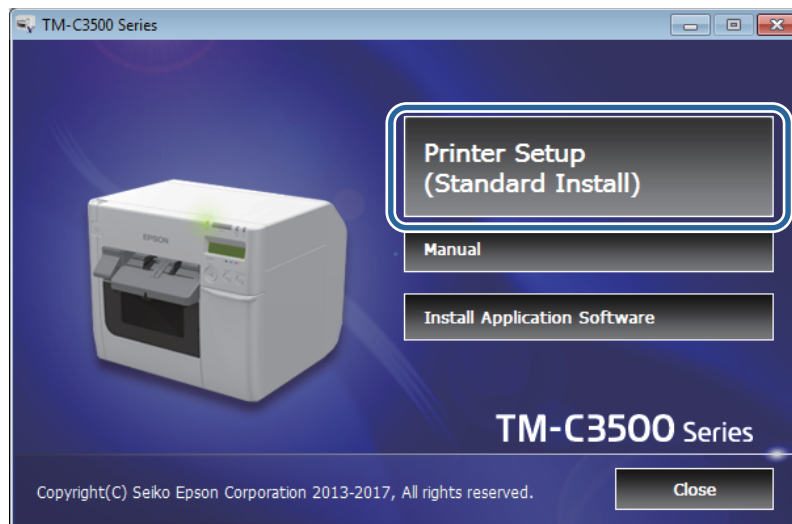 TM-C3500 Series
EPSON
Printer Setup
(Standard Install)
Manual
Install Application Software
TM-C3500 Series
Copyright(C) Seiko Epson Corporation 2013-2017, All rights reserved.
Close